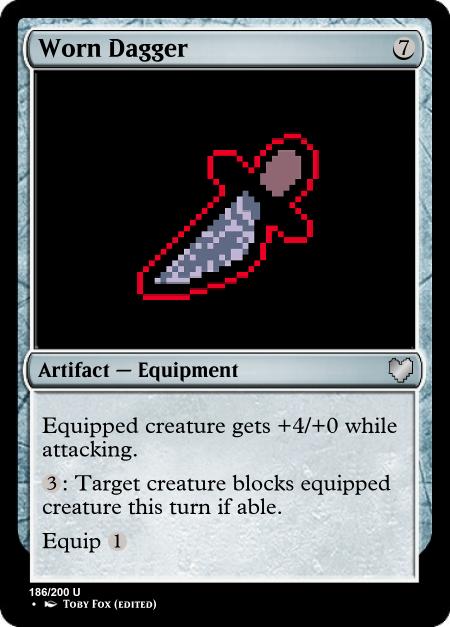 Worn Dagger 7
Artifact — Equipment
Equipped creature gets +4/+0 while
attacking.
3: Target creature blocks equipped
creature this turn if able.
Equip 1
186/200 U
• Toby Fox (edited)